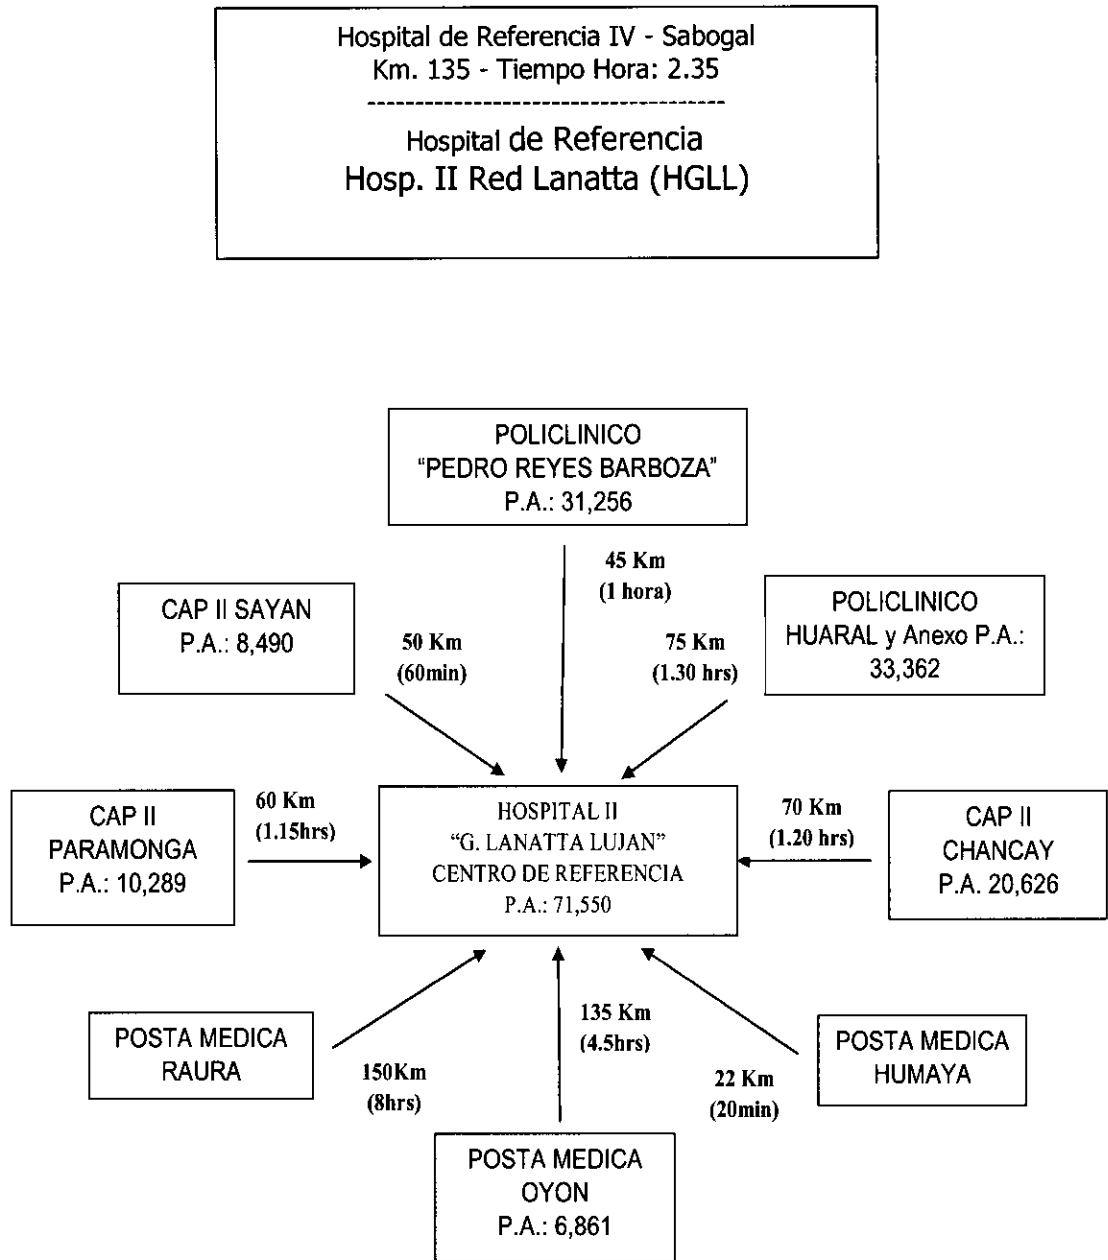 Hospital de Referencia IV - Sabogal
Km. 135 - Tiempo Hora: 2.35
-------------------------------------
Hospital de Referencia
Hosp. II Red Lanatta (HGLL)
POLICLINICO
“PEDRO REYES BARBOZA”
P.A.: 31,256
45 Km
(1 hora)
CAP II SAYAN
P.A.: 8,490
50 Km
(60min)
75 Km
(1.30 hrs)
POLICLINICO
HUARAL y Anexo P.A.:
33,362
CAP II
PARAMONGA
P.A.: 10,289
60 Km
(1.15hrs)
HOSPITAL II
“G. LANATTA LUJAN”
CENTRO DE REFERENCIA
P.A.: 71,550
70 Km
(1.20 hrs)
CAP II
CHANCAY
P.A. 20,626
POSTA MEDICA
RAURA
150Km
(8hrs)
135 Km
(4.5hrs)
22 Km
(20min)
POSTA MEDICA
HUMAYA
POSTA MEDICA
OYON
P.A.: 6,861